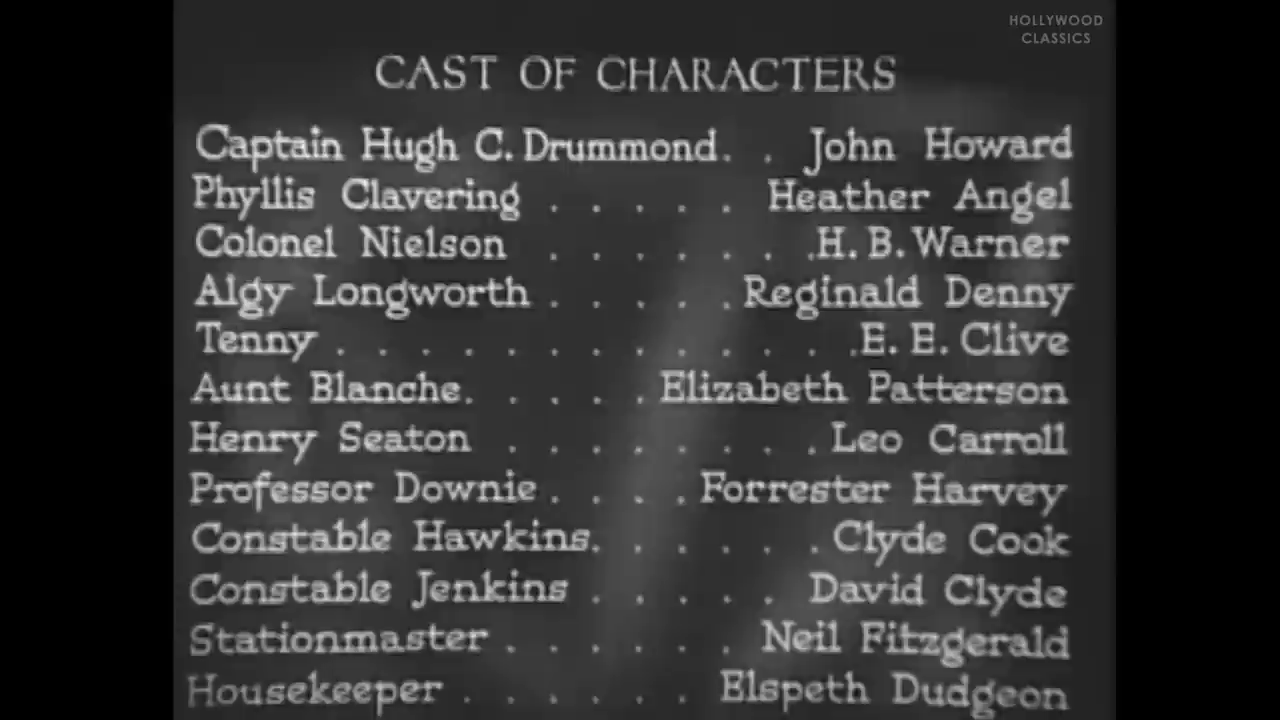 HOLLYWOOD
CLASSICS
CAST OF CHARACTERS
Captain Hugh C. Drummond. . John Howard
Phyllis Clavering . . . . . Heather Angel
Colonel Nielson . . . . . . .H. B. Warner
Algy Longworth . . . . .Reginald Denny
Tenny . . . . . . . . . . . . .E. E. Clive
Aunt Blanche. . . . .Elizabeth Patterson
Henry Seaton . . . . . . . . Leo Carroll
Professor Downie . . . . Forrester Harvey
Constable Hawkins. . . . . . Clyde Cook
Constable Jenkins . . . . . David Clyde
Stationmaster . . . . . . Neil Fitzgerald
Housekeeper . . . . . . Elspeth Dudgeon